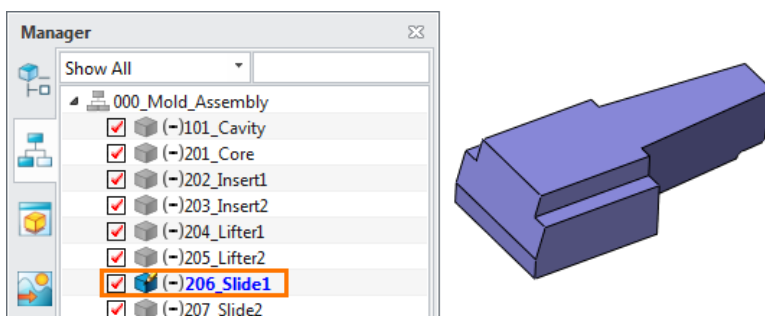 Manager
Show All
000_Mold_Assembly
(-)101_Cavity
(-)201_Core
(-)202_Insert1
(-)203_Insert2
(-)204_Lifter1
(-)205_Lifter2
(-)206_Slide1
(-)207_Slide2